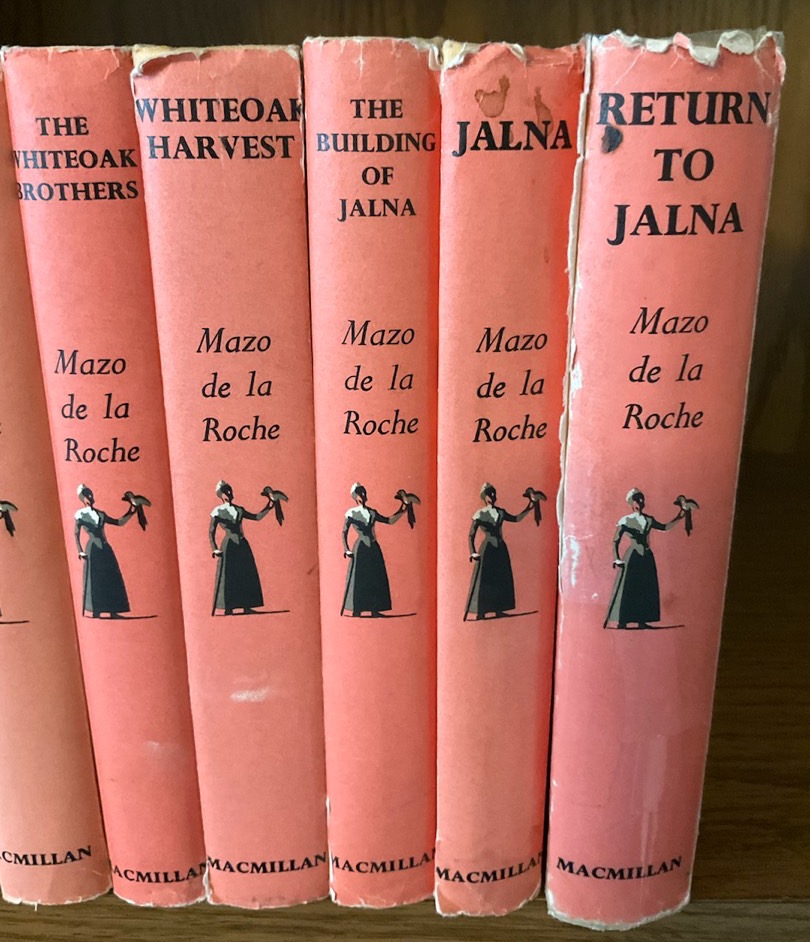 THE
WHITEOAK
BROTHERS
Mazo
de la
Roche
MACMILLAN
WHITEOAK
HARVEST
Mazo
de la
Roche
MACMILLAN
THE
BUILDING
OF
JALNA
Mazo
de la
Roche
MACMILLAN
JALNA
Mazo
de la
Roche
MACMILLAN
RETURN
TO
JALNA
Mazo
de la
Roche
MACMILLAN